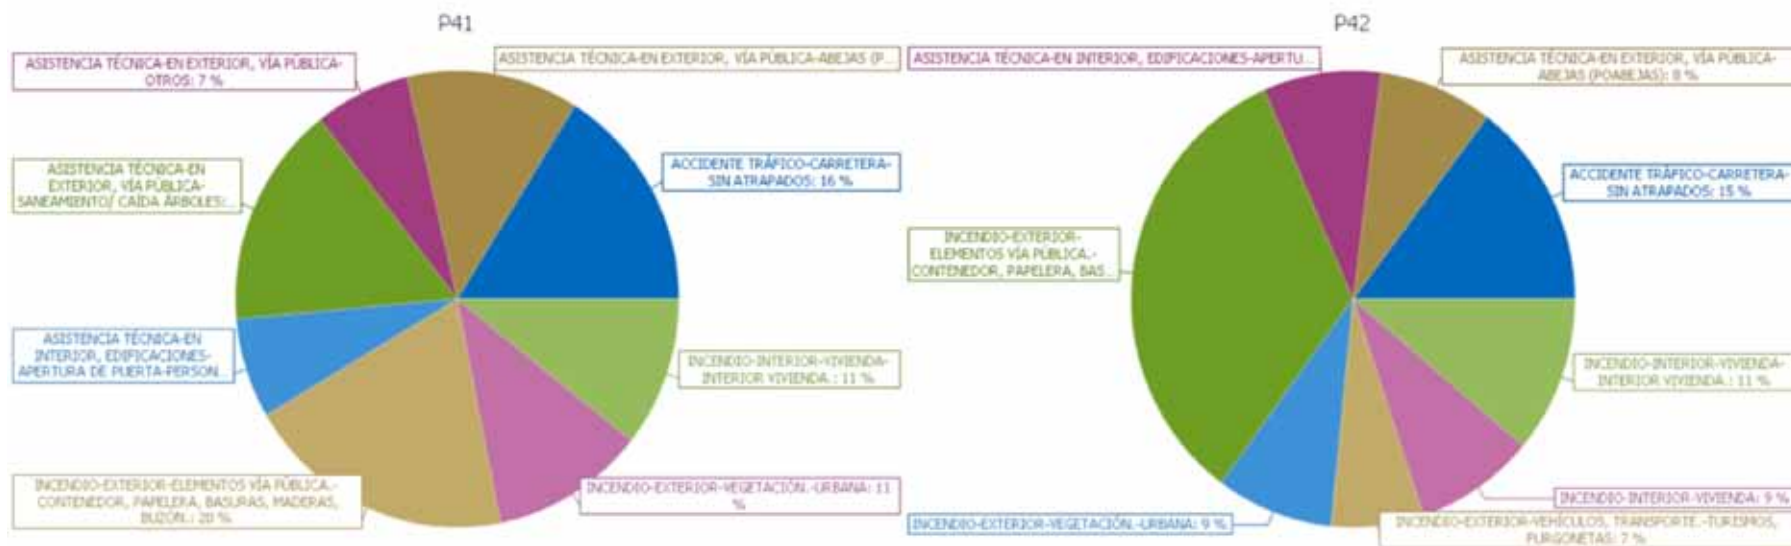 P41
ASISTENCIA TÉCNICA-EN EXTERIOR, VÍA PÚBLICA-
OTROS: 7 %
ASISTENCIA TÉCNICA-EN EXTERIOR, VÍA PÚBLICA-ABEJAS (P...
ASISTENCIA TÉCNICA-EN
EXTERIOR, VÍA PÚBLICA-
SANEAMIENTO/ CAÍDA ÁRBOLES:...
ACCIDENTE TRÁFICO-CARRETERA-
SIN ATRAPADOS: 16 %
ASISTENCIA TÉCNICA-EN
INTERIOR, EDIFICACIONES-
APERTURA DE PUERTA-PERSON...
INCENDIO-INTERIOR-VIVIENDA-
INTERIOR VIVIENDA.: 11 %
INCENDIO-EXTERIOR-ELEMENTOS VÍA PÚBLICA.-
CONTENEDOR, PAPELERA, BASURAS, MADERAS,
BUZÓN.: 20 %
INCENDIO-EXTERIOR-VEGETACIÓN.-URBANA: 11
%
P42
ASISTENCIA TÉCNICA-EN INTERIOR, EDIFICACIONES-APERTU...
ASISTENCIA TÉCNICA-EN EXTERIOR, VÍA PÚBLICA-
ABEJAS (POABEJAS): 8 %
ACCIDENTE TRÁFICO-CARRETERA-
SIN ATRAPADOS: 15 %
INCENDIO-EXTERIOR-
ELEMENTOS VÍA PÚBLICA.-
CONTENEDOR, PAPELERA, BAS...
INCENDIO-INTERIOR-VIVIENDA-
INTERIOR VIVIENDA.: 11 %
INCENDIO-INTERIOR-VIVIENDA: 9 %
INCENDIO-EXTERIOR-VEGETACIÓN.-URBANA: 9 %
INCENDIO-EXTERIOR-VEHÍCULOS, TRANSPORTE.-TURISMOS,
FURGONETAS: 7 %